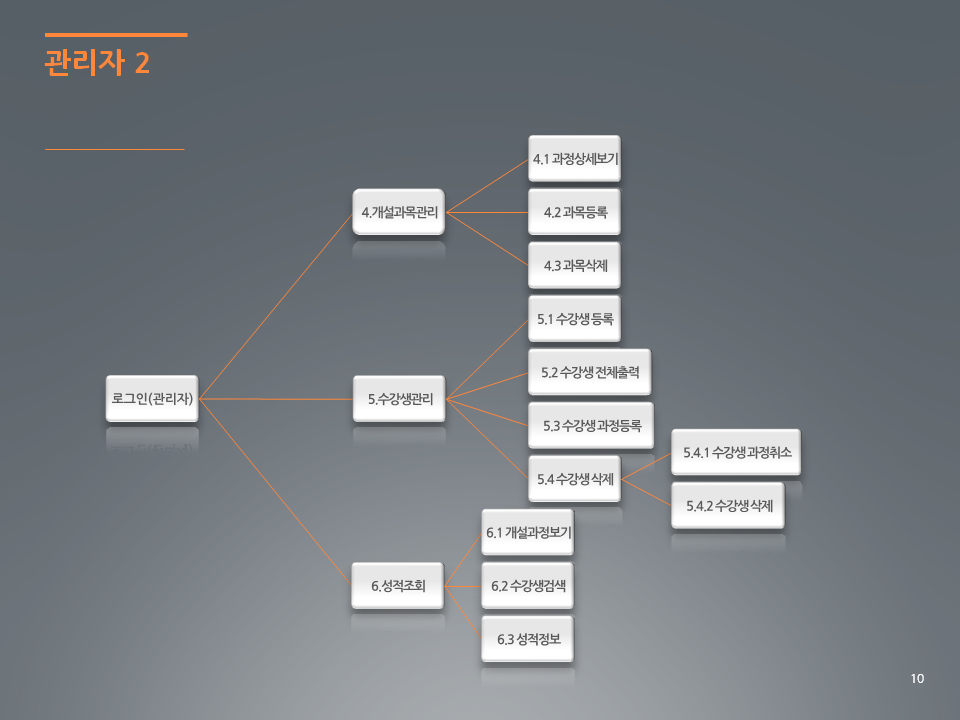 관리자 2
4.1 과정상세보기
4.개설과목관리
4.2 과목등록
4.3 과목삭제
5.1 수강생 등록
5.2 수강생 전체출력
로그인(관리자)
5.수강생관리
5.3 수강생 과정등록
5.4 수강생 삭제
5.4.1 수강생 과정취소
5.4.2 수강생 삭제
6.1 개설과정보기
6.성적조회
6.2 수강생검색
6.3 성적정보
10